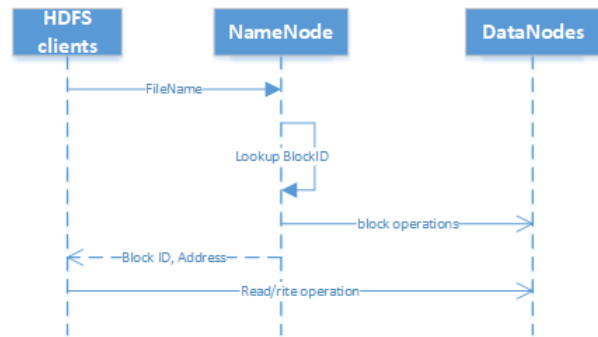 HDFS
clients
NameNode
DataNodes
FileName
Lookup BlockID
block operations
Block ID, Address
Read/rite operation